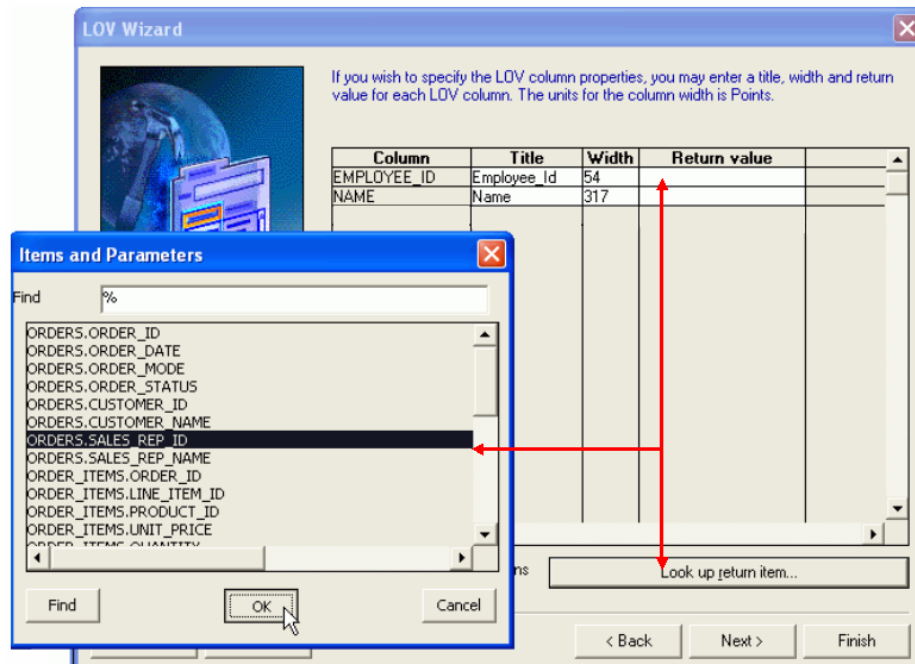 LOV Wizard
If you wish to specify the LOV column properties, you may enter a title, width and return
value for each LOV column. The units for the column width is Points.
Column Title Width Return value
EMPLOYEE_ID Employee_Id 54
NAME Name 317
Items and Parameters
Find %
ORDERS.ORDER_ID
ORDERS.ORDER_DATE
ORDERS.ORDER_MODE
ORDERS.ORDER_STATUS
ORDERS.CUSTOMER_ID
ORDERS.CUSTOMER_NAME
ORDERS.SALES_REP_ID
ORDERS.SALES_REP_NAME
ORDER_ITEMS.ORDER_ID
ORDER_ITEMS.LINE_ITEM_ID
ORDER_ITEMS.PRODUCT_ID
ORDER_ITEMS.UNIT_PRICE
ORDER_ITEMS.QUANTITY
ns Look up return item...
Find OK Cancel
< Back Next > Finish